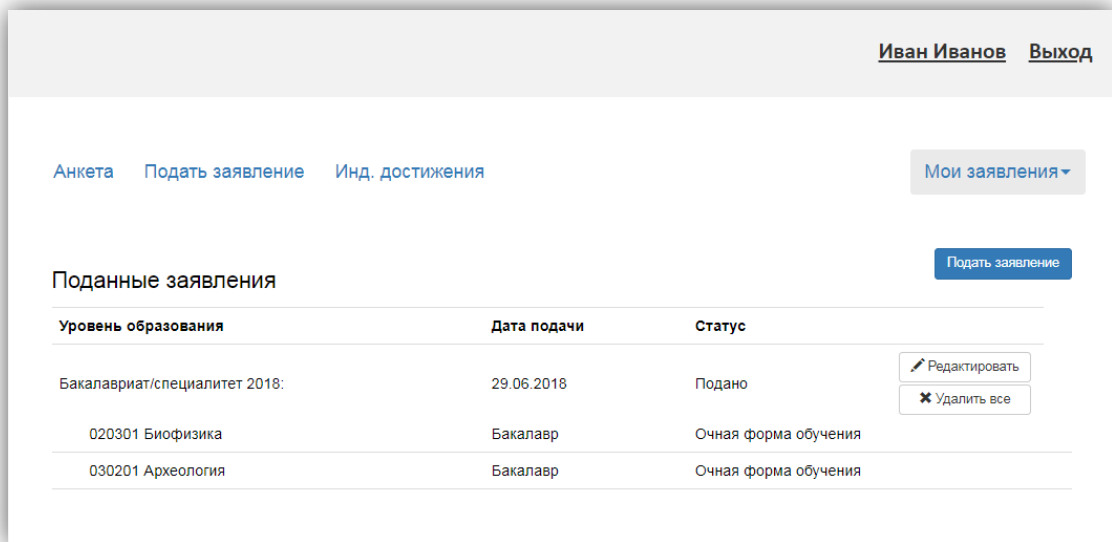 Иван Иванов Выход
Анкета Подать заявление Инд. достижения Мои заявления
Подать заявление
Поданные заявления
Уровень образования Дата подачи Статус
Бакалавриат/специалитет 2018: 29.06.2018 Подано Редактировать
Удалить все
020301 Биофизика Бакалавр Очная форма обучения
030201 Археология Бакалавр Очная форма обучения